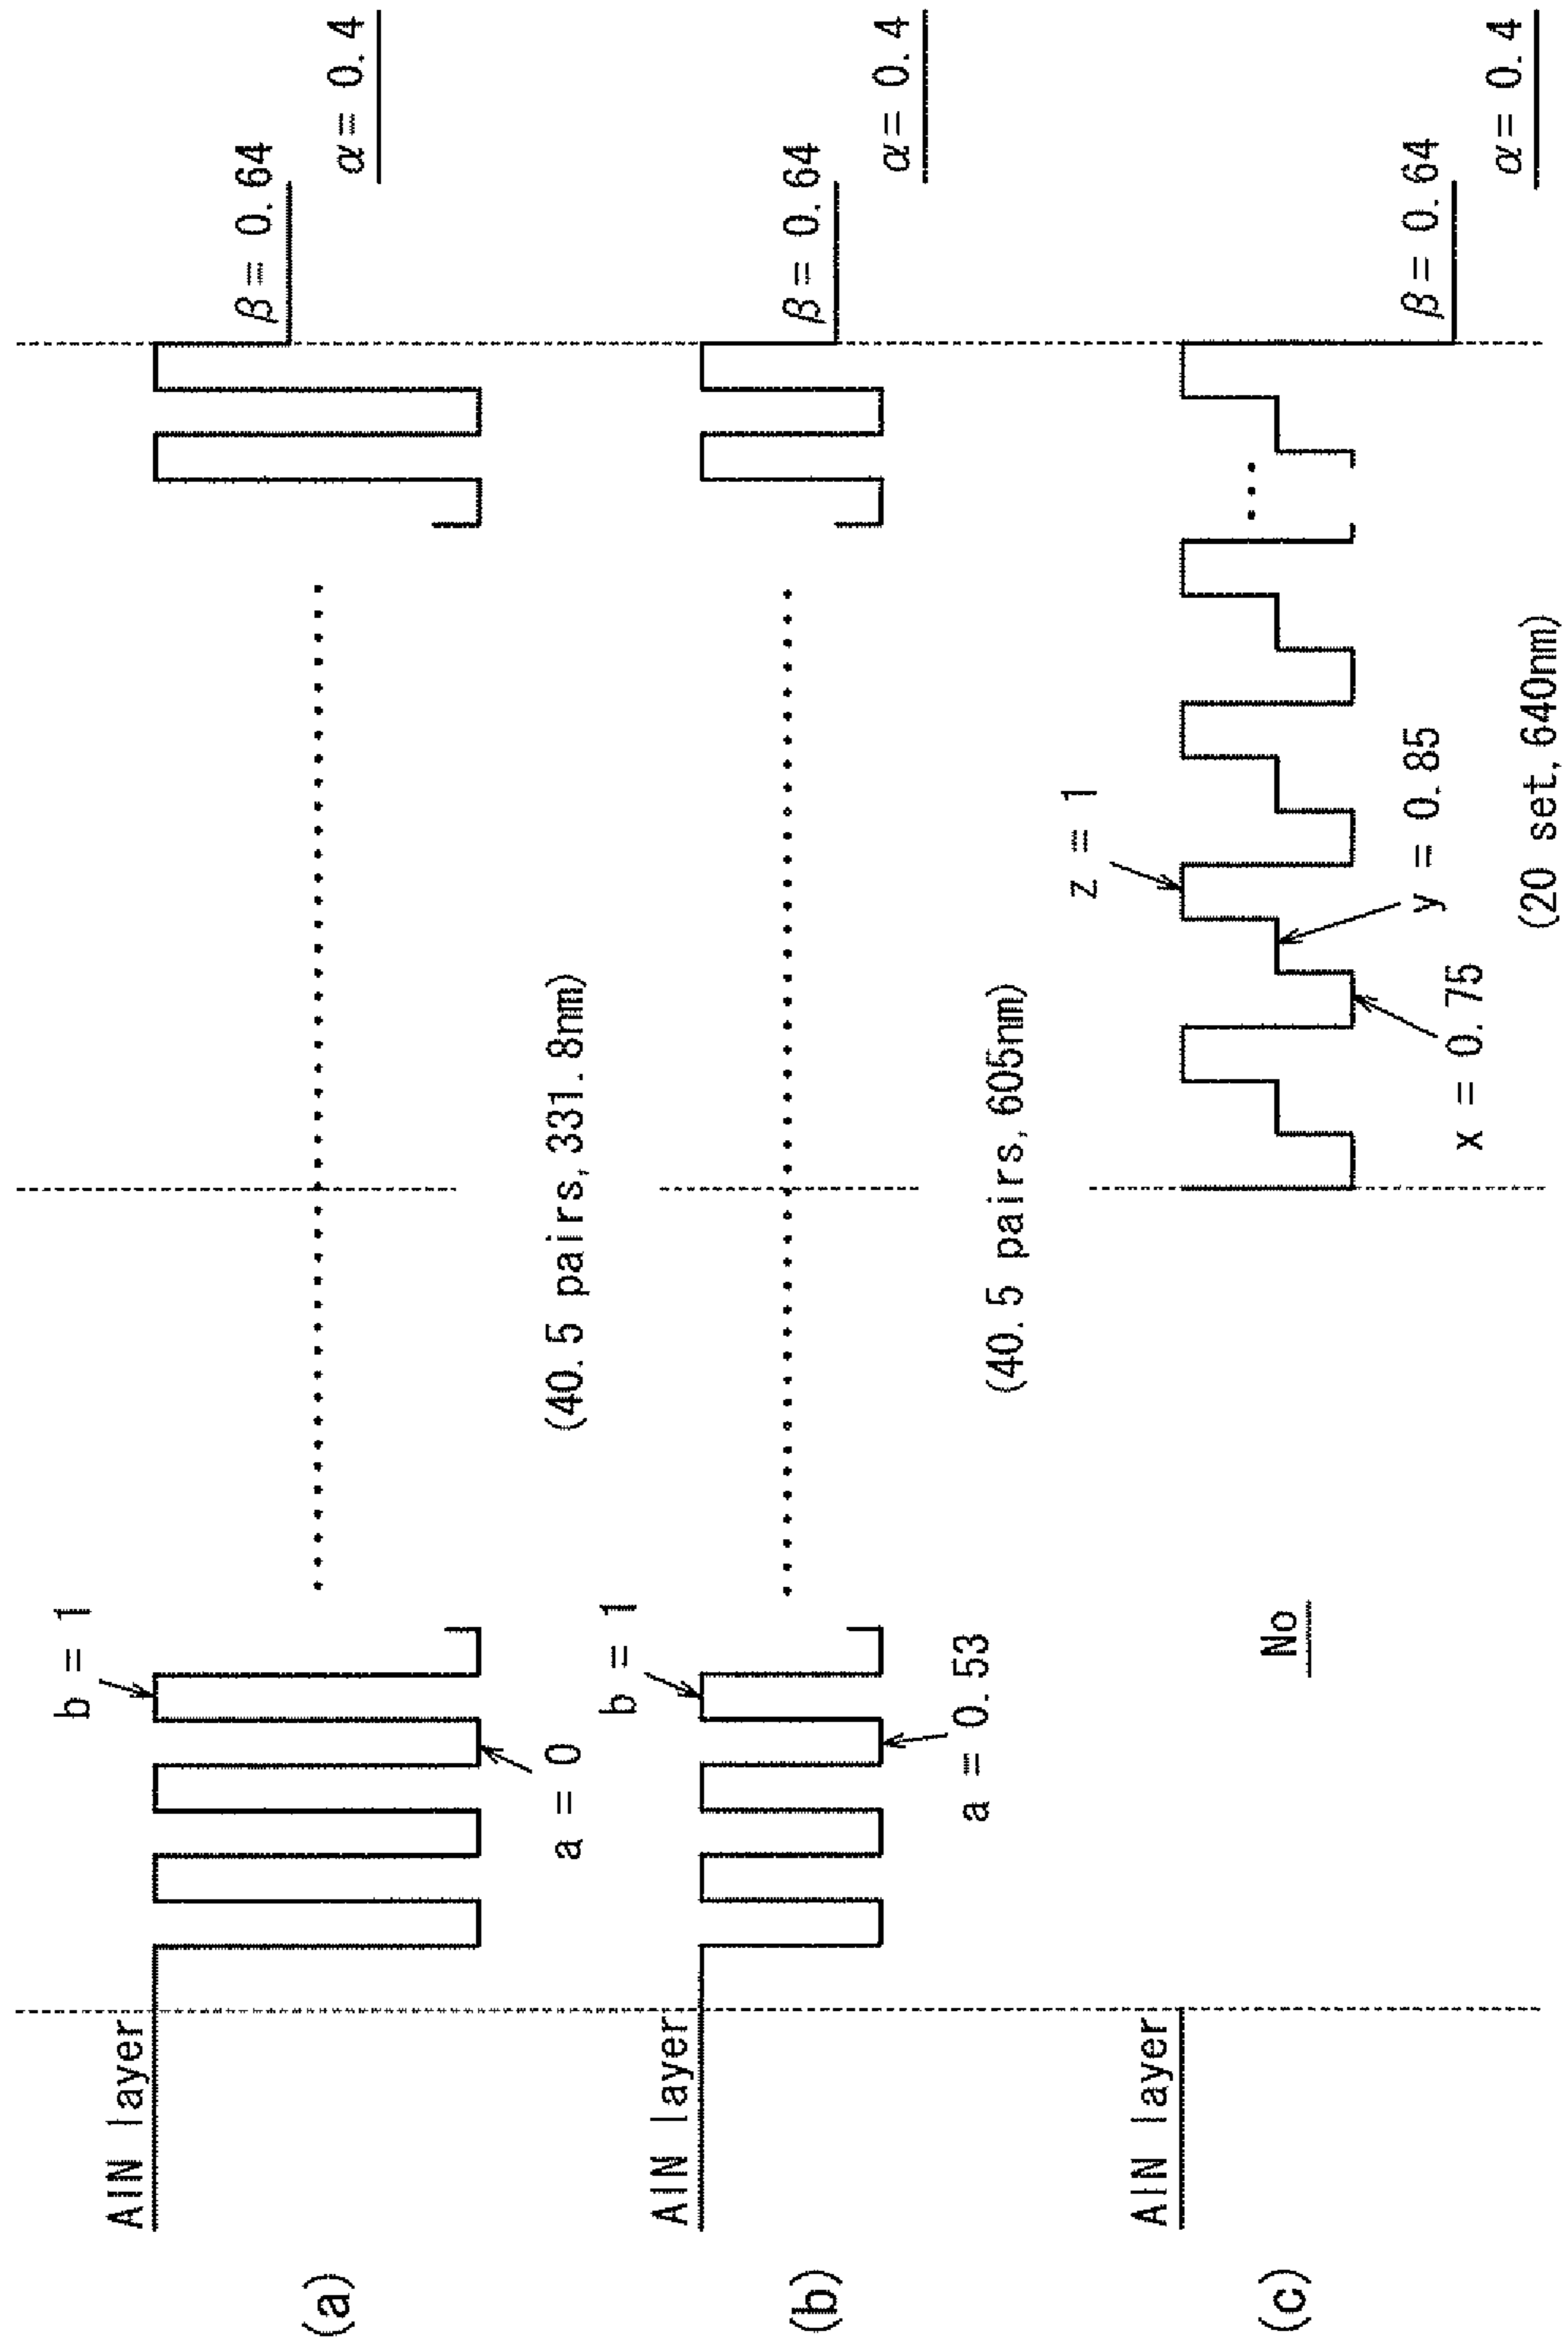 (a)
AlN layer
b = 1
a = 0
(40.5 pairs, 331.8nm)
β= 0.64
α= 0.4
(b)
AlN layer
b = 1
a = 0.53
(40.5 pairs, 605nm)
β= 0.64
α= 0.4
(c)
AlN layer
No
x = 0.75
y = 0.85
z = 1
(20 set, 640nm)
β= 0.64
α= 0.4